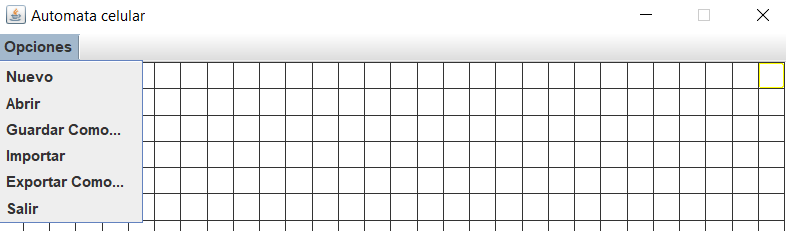 Automata celular
Opciones
Nuevo
Abrir
Guardar Como...
Importar
Exportar Como...
Salir